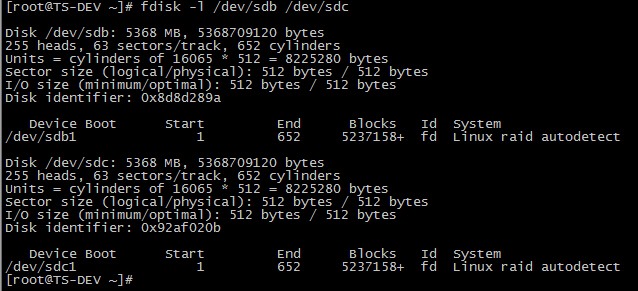 [root@TS-DEV ~]# fdisk -l /dev/sdb /dev/sdc
Disk /dev/sdb: 5368 MB, 5368709120 bytes
255 heads, 63 sectors/track, 652 cylinders
Units = cylinders of 16065 * 512 = 8225280 bytes
Sector size (logical/physical): 512 bytes / 512 bytes
I/O size (minimum/optimal): 512 bytes / 512 bytes
Disk identifier: 0x8d8d289a
Device Boot Start End Blocks Id System
/dev/sdb1 1 652 5237158+ fd Linux raid autodetect
Disk /dev/sdc: 5368 MB, 5368709120 bytes
255 heads, 63 sectors/track, 652 cylinders
Units = cylinders of 16065 * 512 = 8225280 bytes
Sector size (logical/physical): 512 bytes / 512 bytes
I/O size (minimum/optimal): 512 bytes / 512 bytes
Disk identifier: 0x92af020b
Device Boot Start End Blocks Id System
/dev/sdc1 1 652 5237158+ fd Linux raid autodetect
[root@TS-DEV ~]#